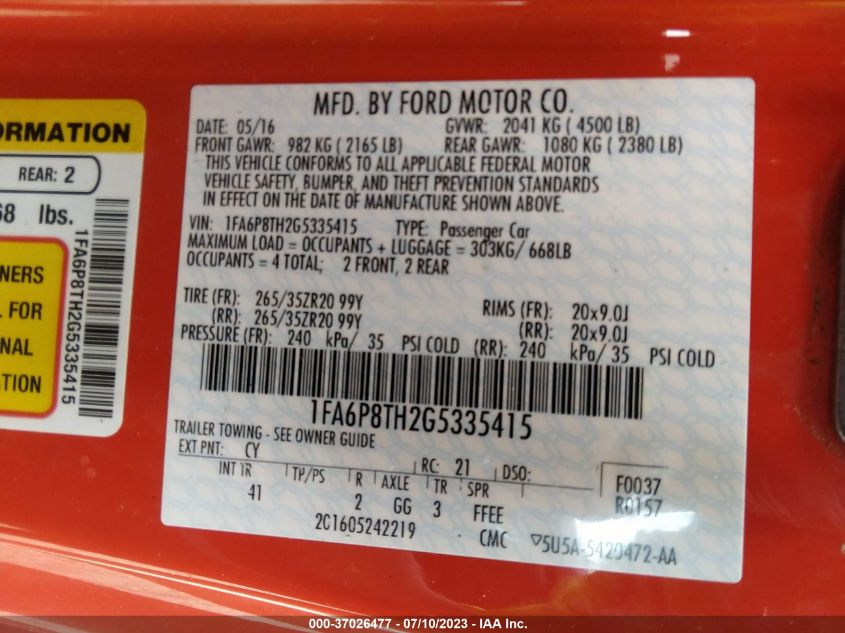 ORMATION
REAR: 2
68 lbs.
1FA6P8TH2G5335415
NERS
L FOR
NAL
TION
MFD. BY FORD MOTOR CO.
DATE: 05/16 GVWR: 2041 KG ( 4500 LB)
FRONT GAWR: 982 KG ( 2165 LB) REAR GAWR: 1080 KG ( 2380 LB)
THIS VEHICLE CONFORMS TO ALL APPLICABLE FEDERAL MOTOR
VEHICLE SAFETY, BUMPER, AND THEFT PREVENTION STANDARDS
IN EFFECT ON THE DATE OF MANUFACTURE SHOWN ABOVE.
VIN: 1FA6P8TH2G5335415 TYPE: Passenger Car
MAXIMUM LOAD = OCCUPANTS + LUGGAGE = 303KG/ 668LB
OCCUPANTS = 4 TOTAL; 2 FRONT, 2 REAR
TIRE (FR): 265/35ZR20 99Y RIMS (FR): 20x9.0J
(RR): 265/35ZR20 99Y (RR): 20x9.0J
PRESSURE (FR): 240 kPa/ 35 PSI COLD (RR): 240 kPa/ 35 PSI COLD
1FA6P8TH2G5335415
TRAILER TOWING - SEE OWNER GUIDE
EXT PNT: CY RC: 21 DSO: F0037
INT TR TP/PS R AXLE TR SPR R0157
41 2 GG 3 FFEE
2C1605242219 CMC ▽5U5A-5420472-AA
000-37026477 - 07/10/2023 - IAA Inc.